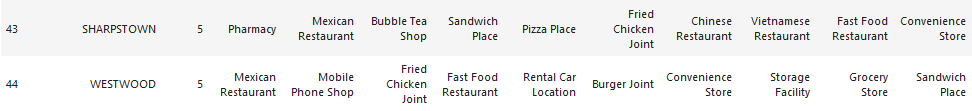 43 SHARPSTOWN 5 Pharmacy Mexican Restaurant Bubble Tea Shop Sandwich Place Pizza Place Fried Chicken Joint Chinese Restaurant Vietnamese Restaurant Fast Food Restaurant Convenience Store
44 WESTWOOD 5 Mexican Restaurant Mobile Phone Shop Fried Chicken Joint Fast Food Restaurant Rental Car Location Burger Joint Convenience Store Storage Facility Grocery Store Sandwich Place